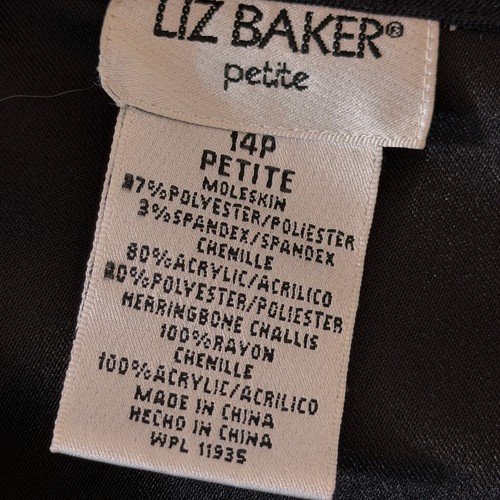 LIZ BAKER®
petite
14P
PETITE
MOLESKIN
97%POLYESTER/POLIESTER
3%SPANDEX/SPANDEX
CHENILLE
80%ACRYLIC/ACRILICO
20%POLYESTER/POLIESTER
HERRINGBONE CHALLIS
100%RAYON
CHENILLE
100%ACRYLIC/ACRILICO
MADE IN CHINA
HECHO IN CHINA
WPL 11935